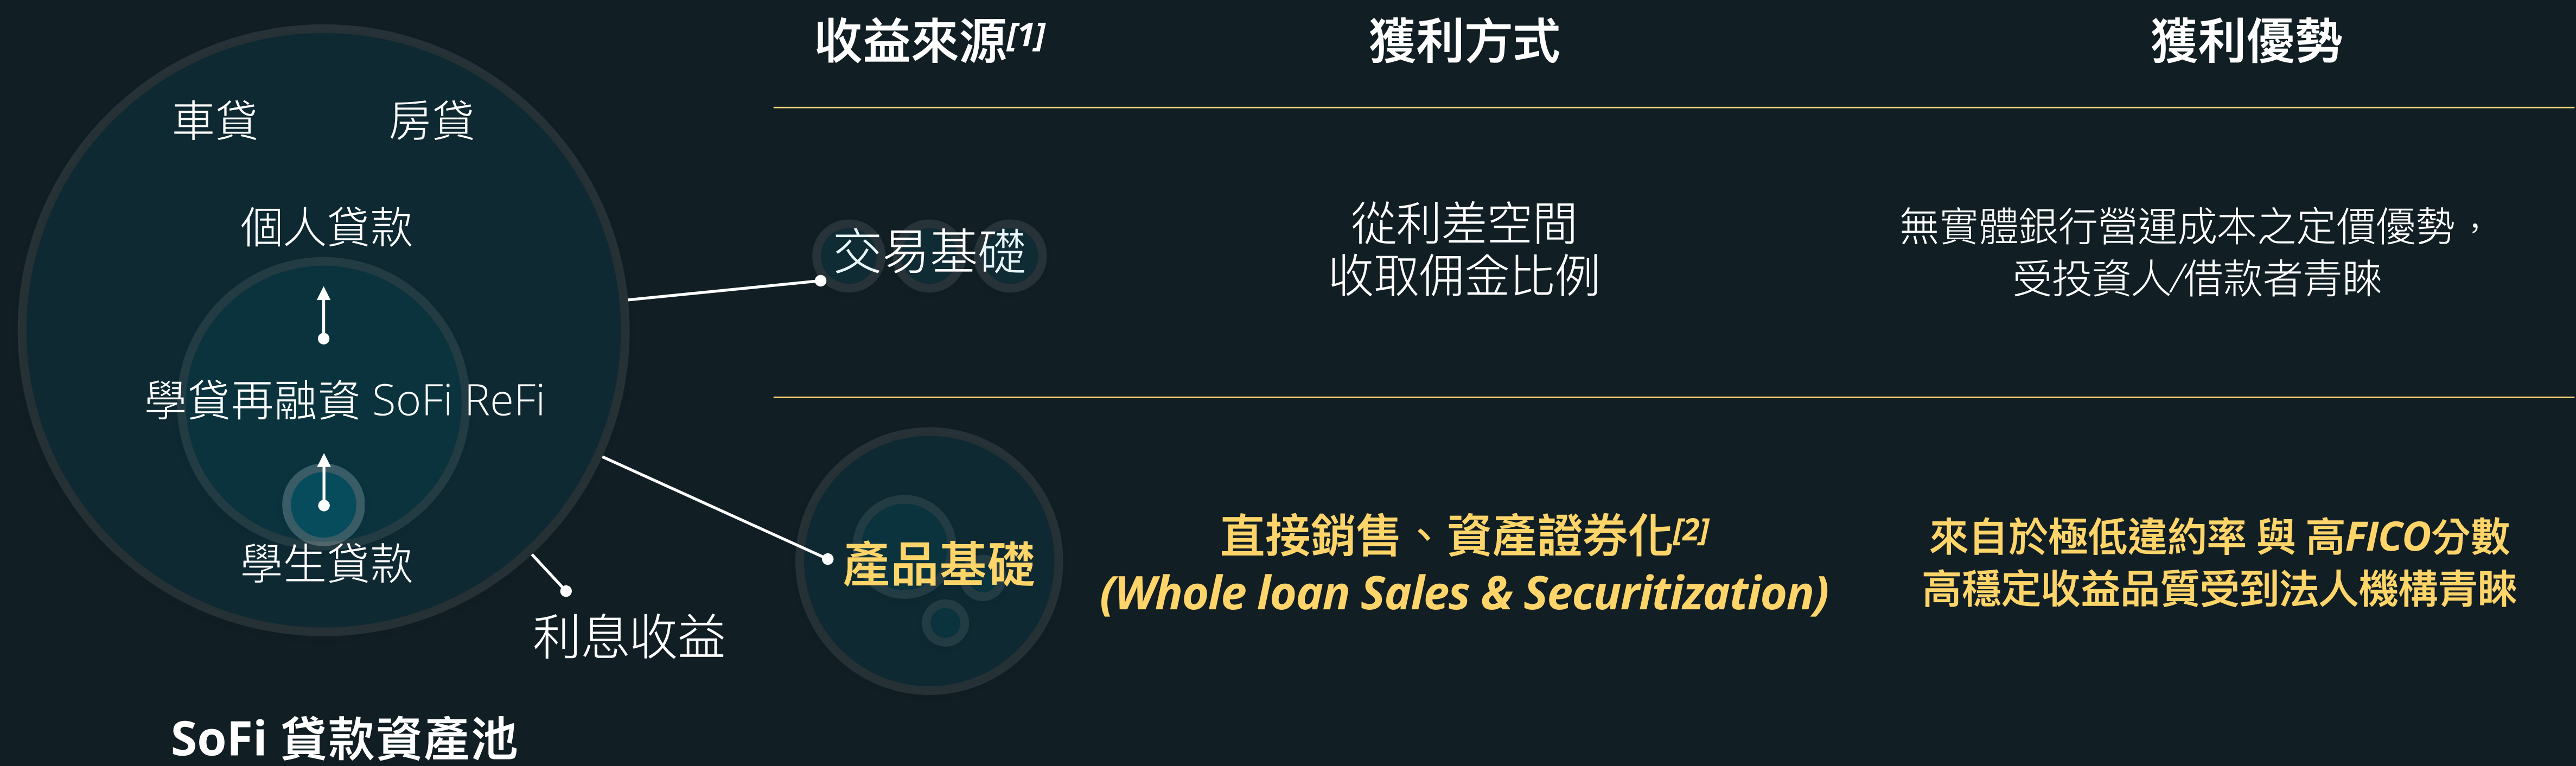 收益來源[1]
獲利方式
獲利優勢
車貸
房貸
個人貸款
學貸再融資 SoFi ReFi
學生貸款
利息收益
SoFi 貸款資產池
交易基礎
從利差空間
收取佣金比例
無實體銀行營運成本之定價優勢，
受投資人/借款者青睞
產品基礎
直接銷售、資產證券化[2]
(Whole loan Sales & Securitization)
來自於極低違約率 與 高FICO分數
高穩定收益品質受到法人機構青睞